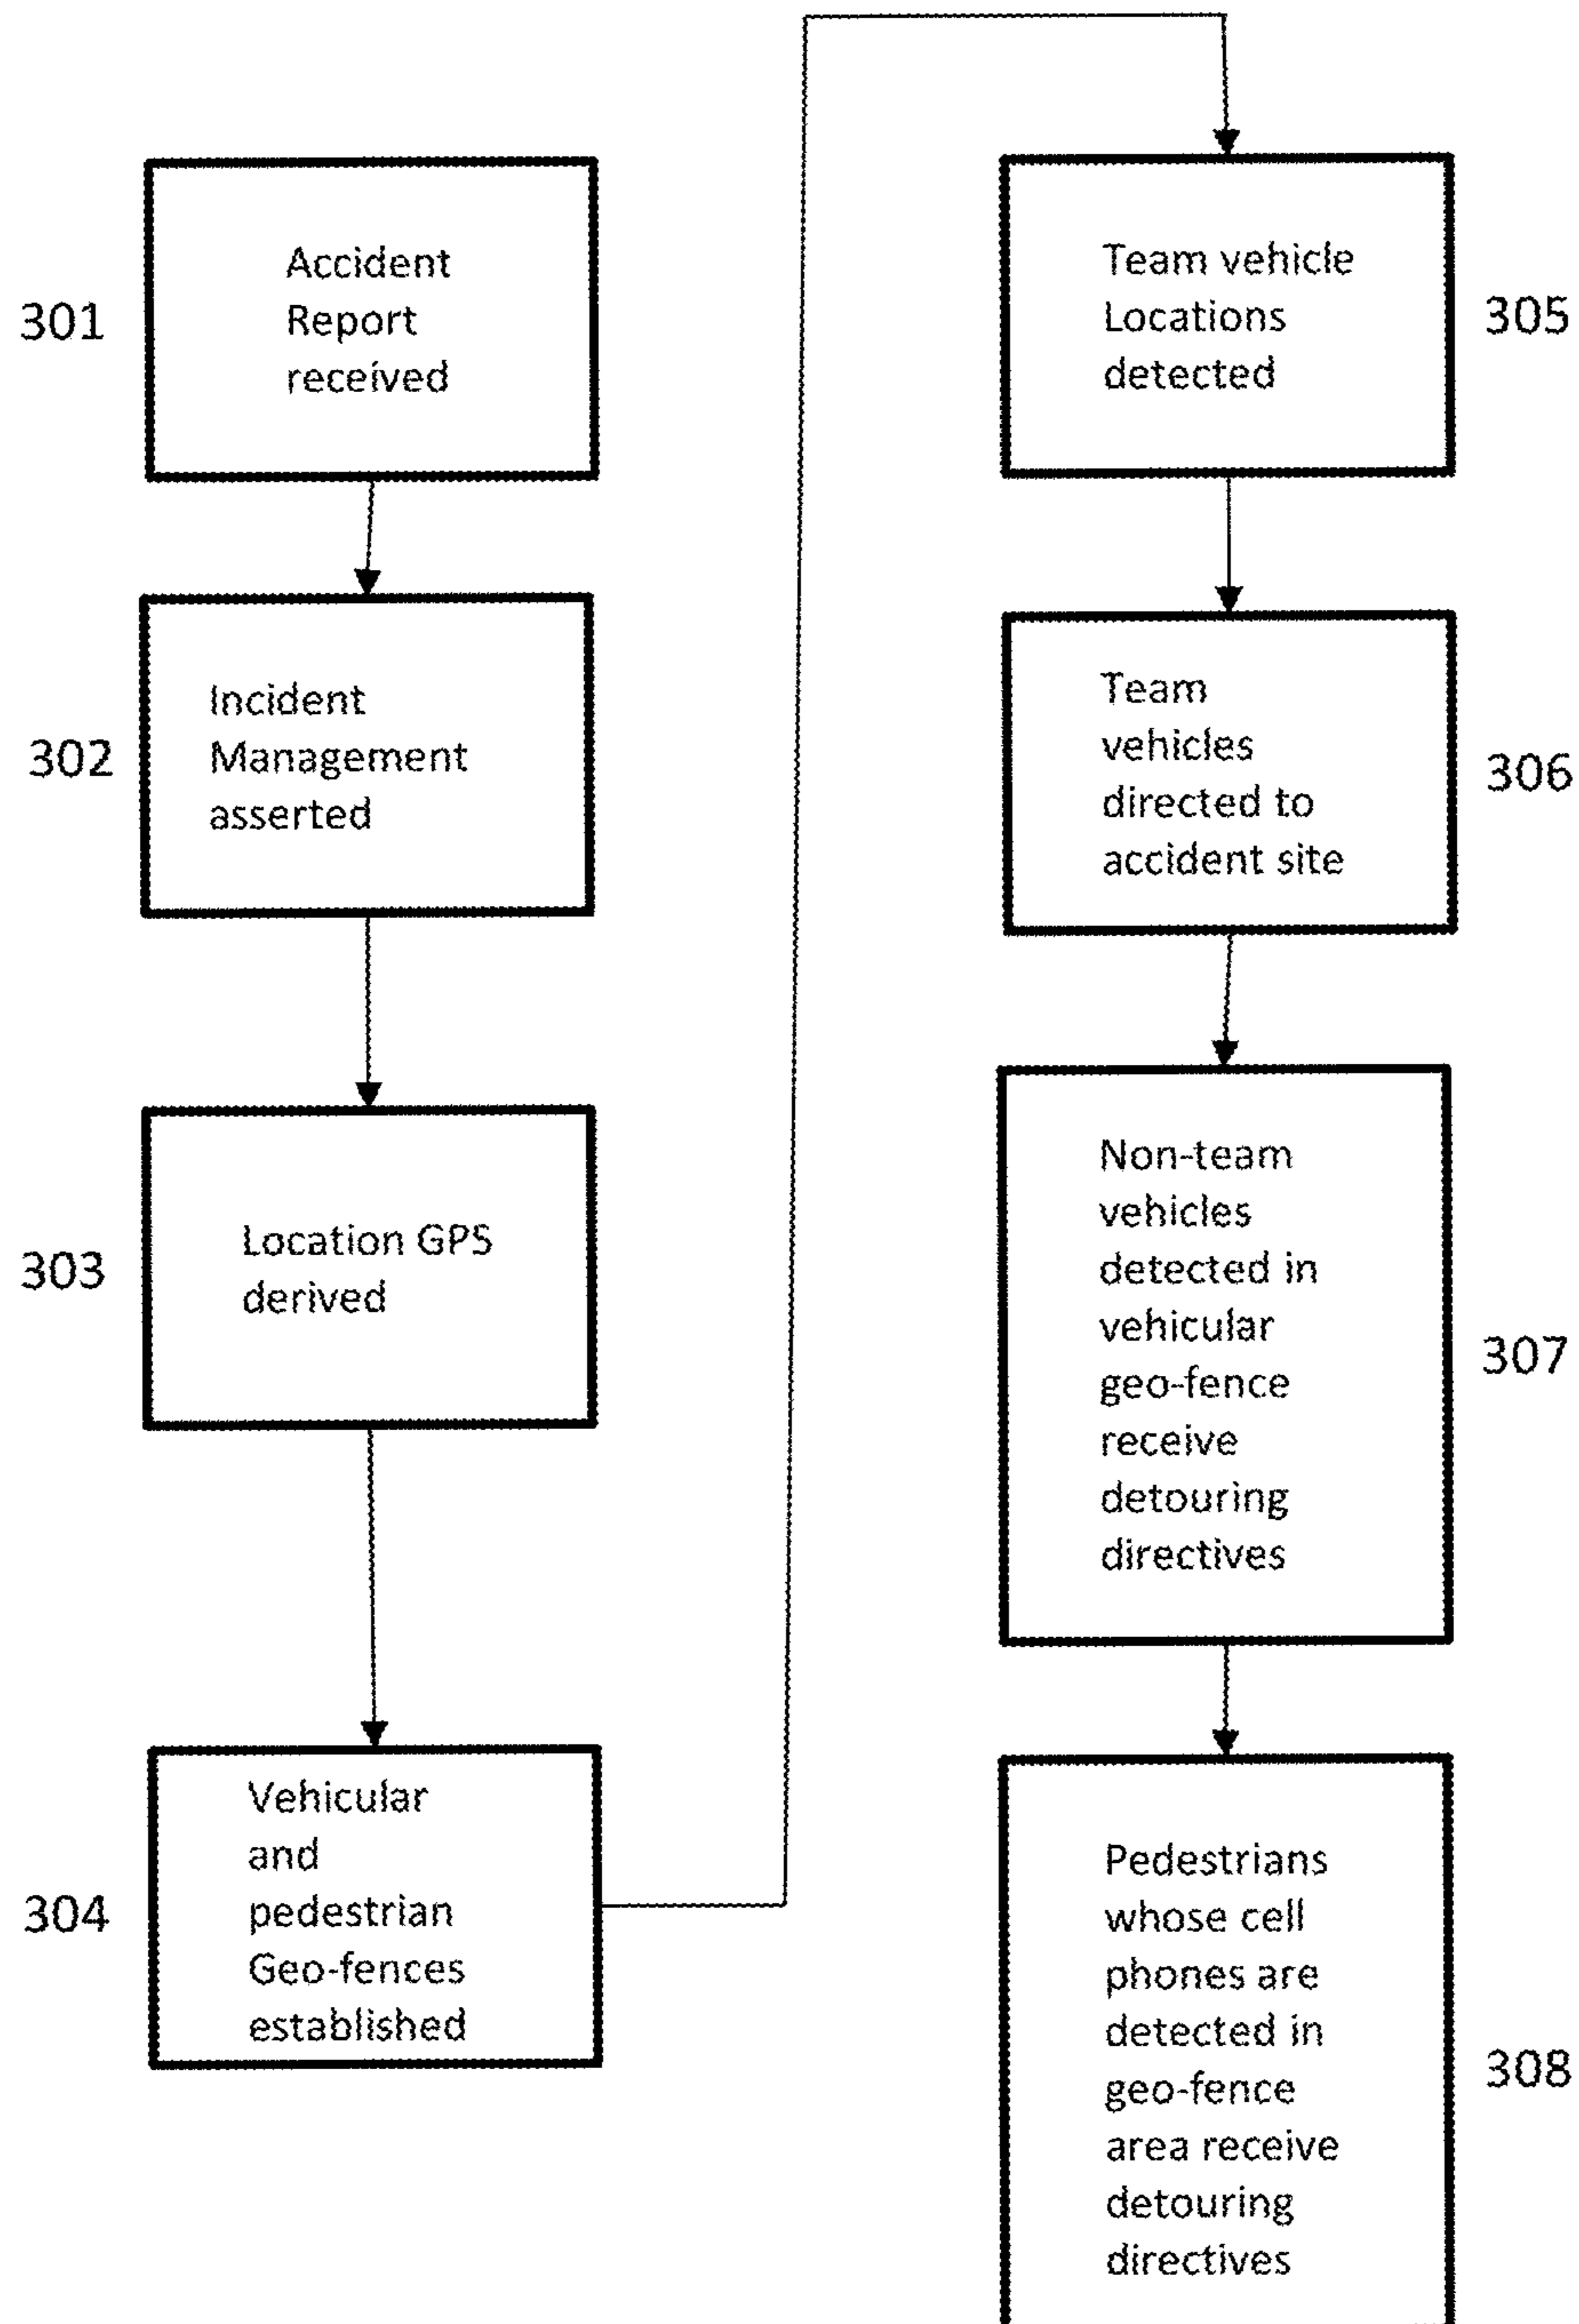 301
Accident
Report
received
302
Incident
Management
asserted
303
Location GPS
derived
304
Vehicular
and
pedestrian
Geo-fences
established
Team vehicle
Locations
detected
305
Team
vehicles
directed to
accident site
306
Non-team
vehicles
detected in
vehicular
geo-fence
receive
detouring
directives
307
Pedestrians
whose cell
phones are
detected in
geo-fence
area receive
detouring
directives
308